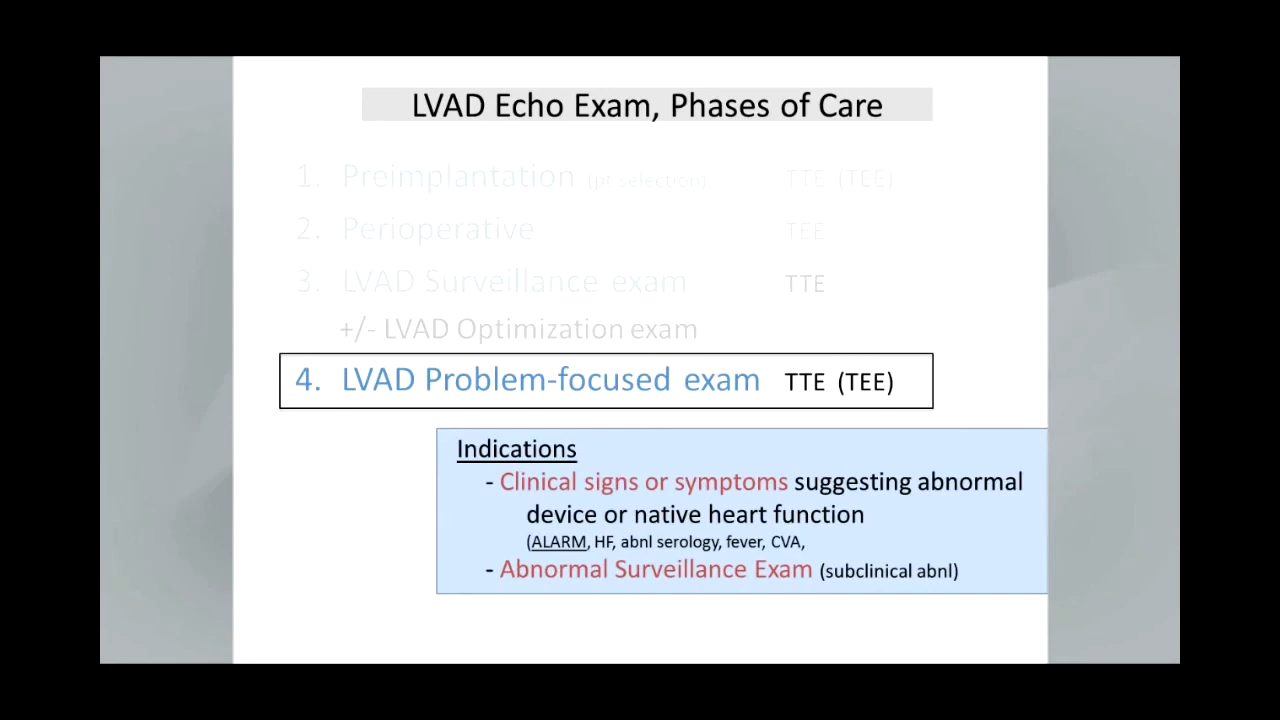 LVAD Echo Exam, Phases of Care
1. Preimplantation (pt selection) TTE (TEE)
2. Perioperative TEE
3. LVAD Surveillance exam TTE
+/- LVAD Optimization exam
4. LVAD Problem-focused exam TTE (TEE)
Indications
- Clinical signs or symptoms suggesting abnormal
device or native heart function
(ALARM, HF, abnl serology, fever, CVA,
- Abnormal Surveillance Exam (subclinical abnl)